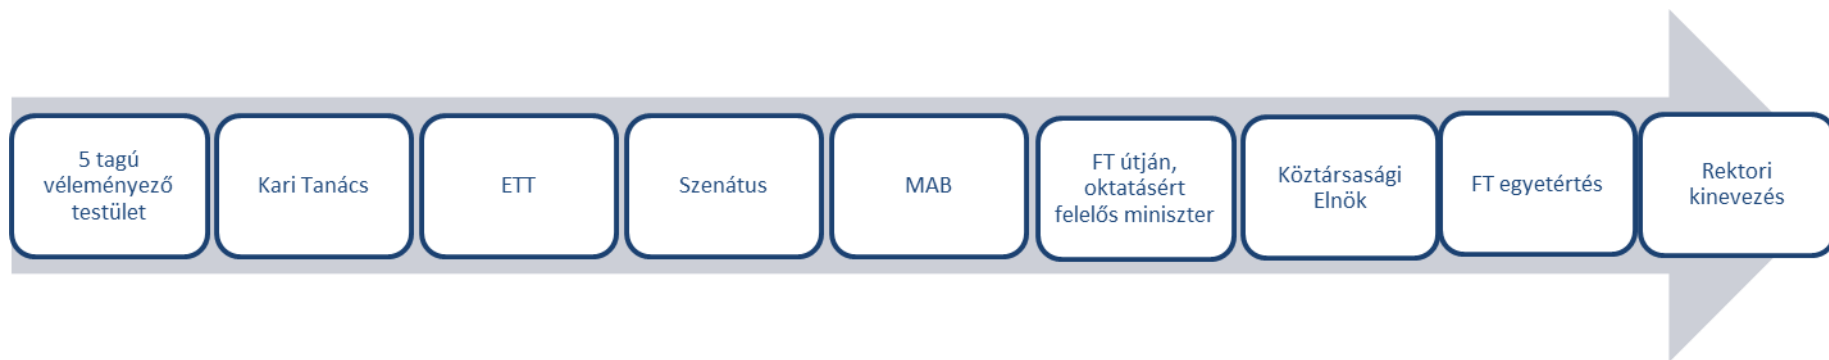 5 tagú
véleményező
testület
Kari Tanács
ETT
Szenátus
MAB
FT útján,
oktatásért
felelős miniszter
Köztársasági
Elnök
FT egyetértés
Rektori
kinevezés